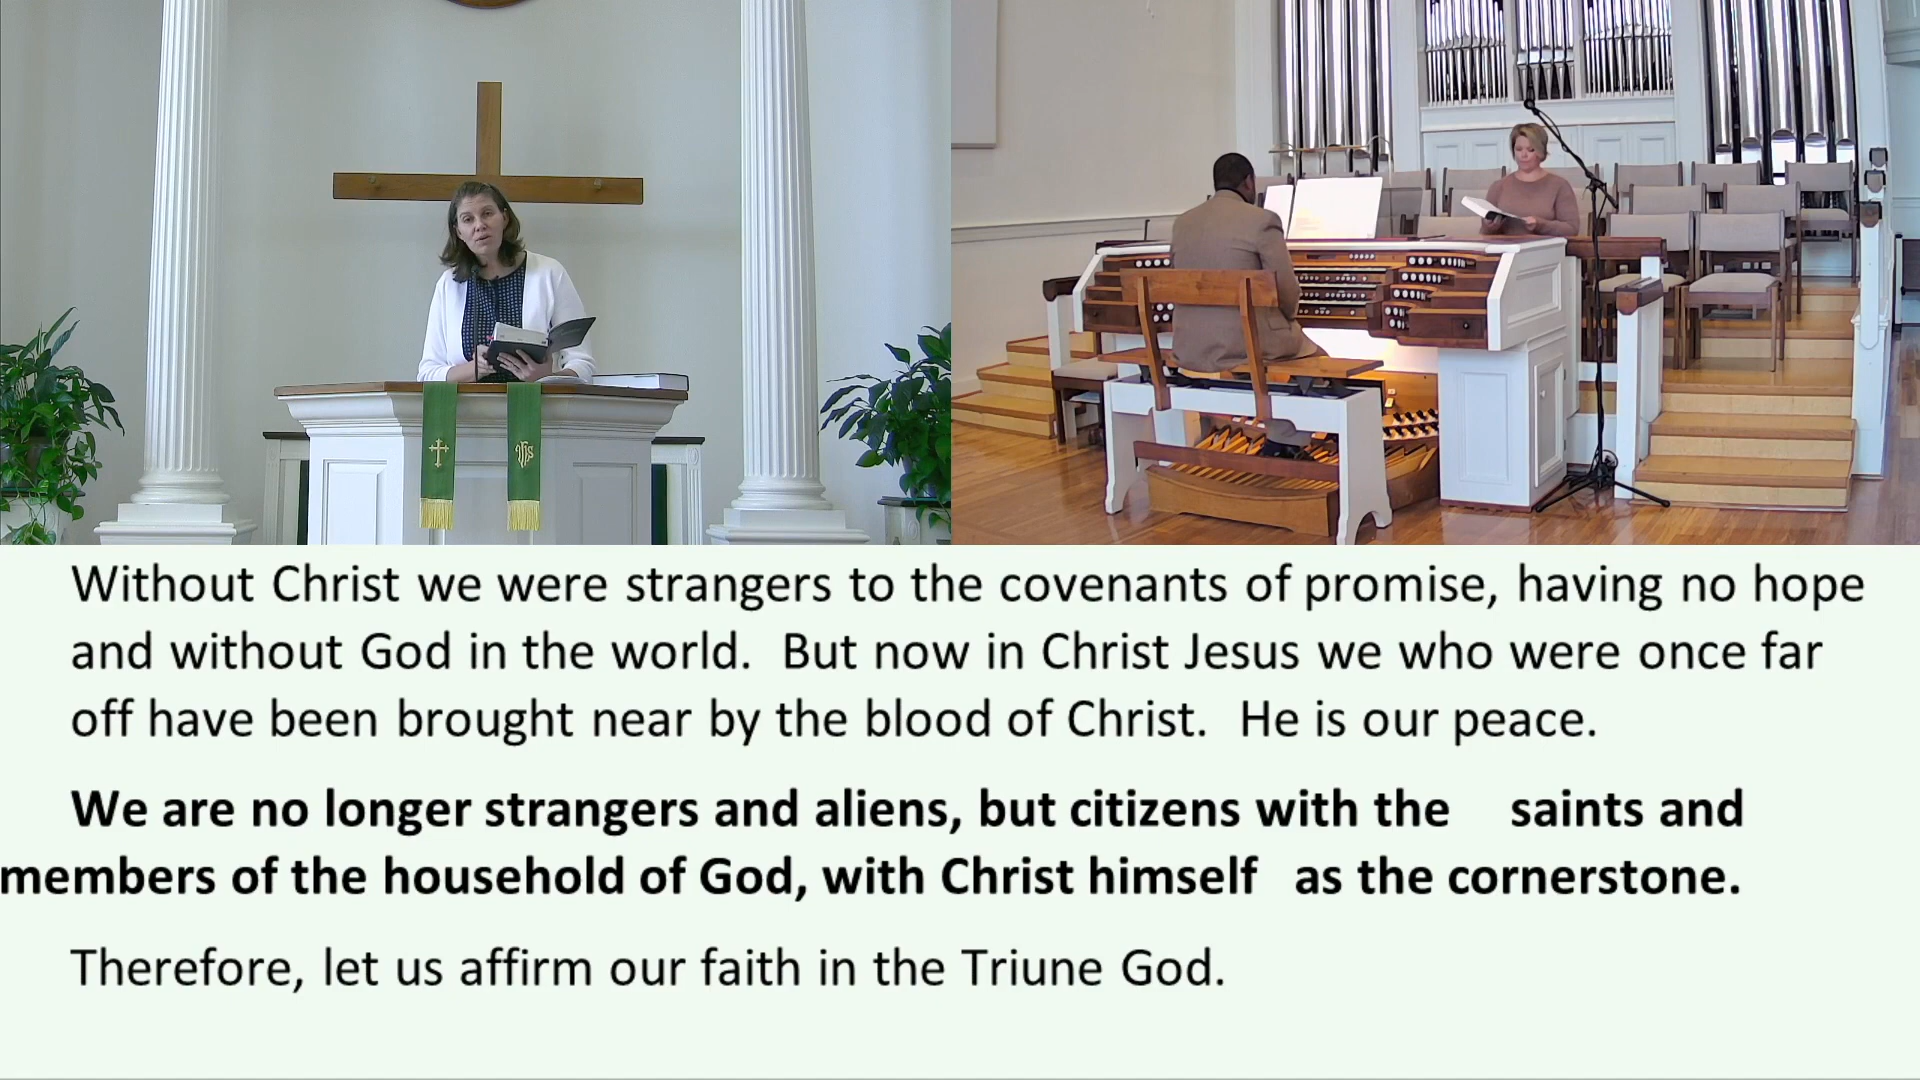 IHS
Without Christ we were strangers to the covenants of promise, having no hope
and without God in the world. But now in Christ Jesus we who were once far
off have been brought near by the blood of Christ. He is our peace.
We are no longer strangers and aliens, but citizens with the saints and
members of the household of God, with Christ himself as the cornerstone.
Therefore, let us affirm our faith in the Triune God.